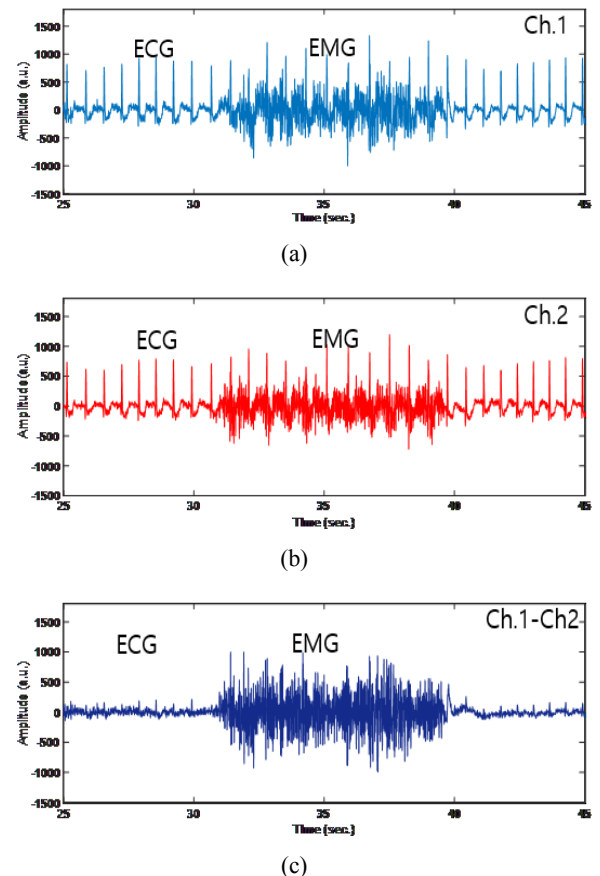 Ch.1
ECG EMG
Amplitude (a.u.)
1500
1000
500
0
-500
-1000
-1500
25 30 35 40 45
Time (sec.)
(a)
Ch.2
ECG EMG
Amplitude (a.u.)
1500
1000
500
0
-500
-1000
-1500
25 30 35 40 45
Time (sec.)
(b)
Ch.1-Ch2
ECG EMG
Amplitude (a.u.)
1500
1000
500
0
-500
-1000
-1500
25 30 35 40 45
Time (sec.)
(c)